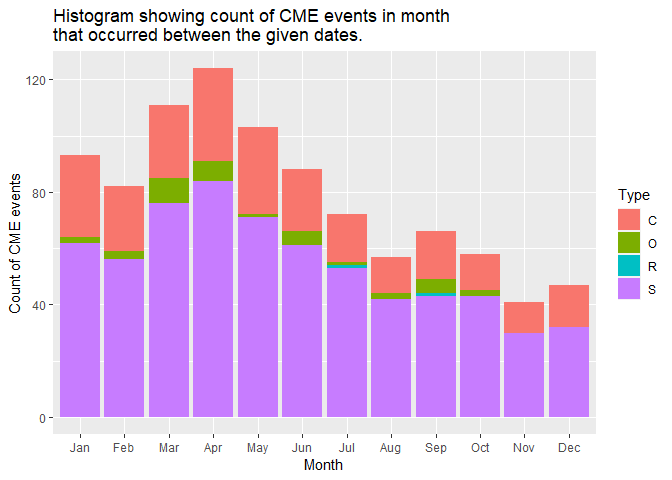 Histogram showing count of CME events in month
that occurred between the given dates.
120
80
40
0
Count of CME events
Jan Feb Mar Apr May Jun Jul Aug Sep Oct Nov Dec
Month
Type
C
O
R
S